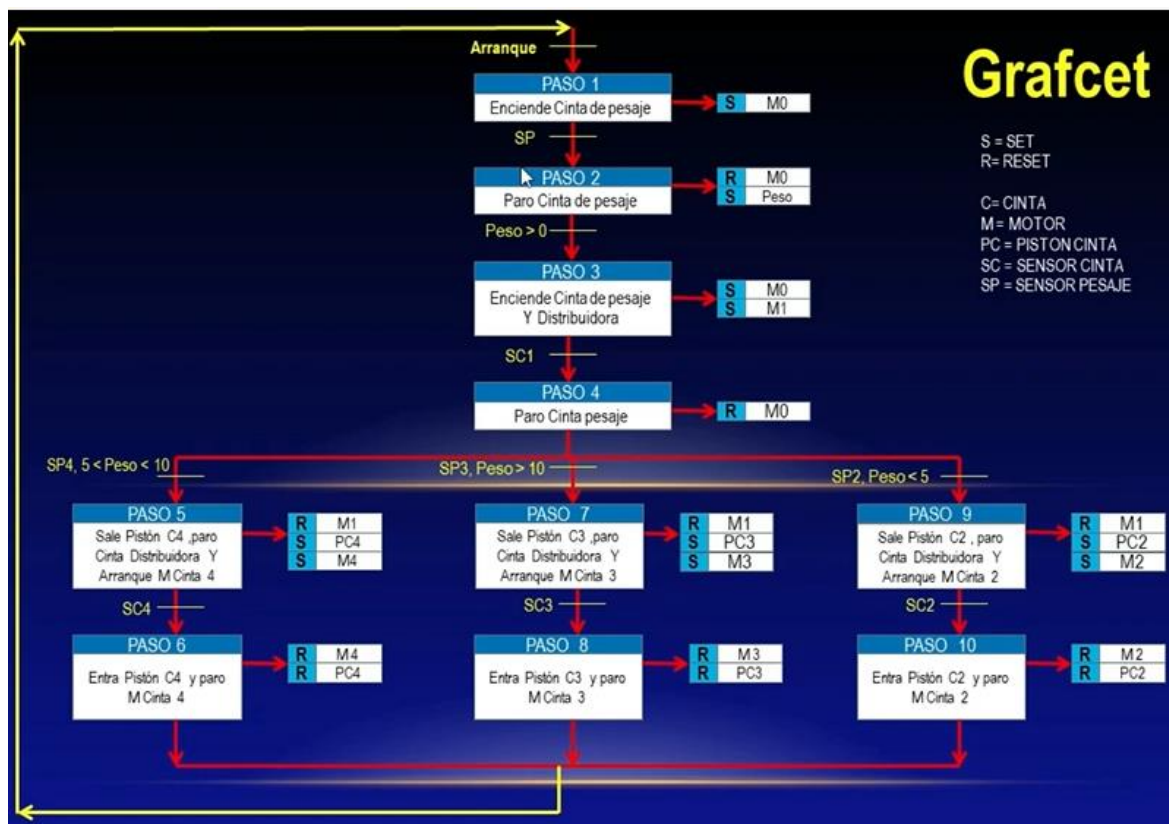 Grafcet
S = SET
R= RESET
C= CINTA
M= MOTOR
PC = PISTON CINTA
SC = SENSOR CINTA
SP = SENSOR PESAJE
Arranque
PASO 1
Enciende Cinta de pesaje
S M0
SP
PASO 2
Paro Cinta de pesaje
R M0
S Peso
Peso > 0
PASO 3
Enciende Cinta de pesaje
Y Distribuidora
S M0
S M1
SC1
PASO 4
Paro Cinta pesaje
R M0
SP4, 5 < Peso < 10
PASO 5
Sale Pistón C4 ,paro
Cinta Distribuidora Y
Arranque M Cinta 4
R M1
S PC4
S M4
SC4
PASO 6
Entra Pistón C4 y paro
M Cinta 4
R M4
R PC4
SP3, Peso > 10
PASO 7
Sale Pistón C3 ,paro
Cinta Distribuidora Y
Arranque M Cinta 3
R M1
S PC3
S M3
SC3
PASO 8
Entra Pistón C3 y paro
M Cinta 3
R M3
R PC3
SP2, Peso < 5
PASO 9
Sale Pistón C2 , paro
Cinta Distribuidora Y
Arranque M Cinta 2
R M1
S PC2
S M2
SC2
PASO 10
Entra Pistón C2 y paro
M Cinta 2
R M2
R PC2